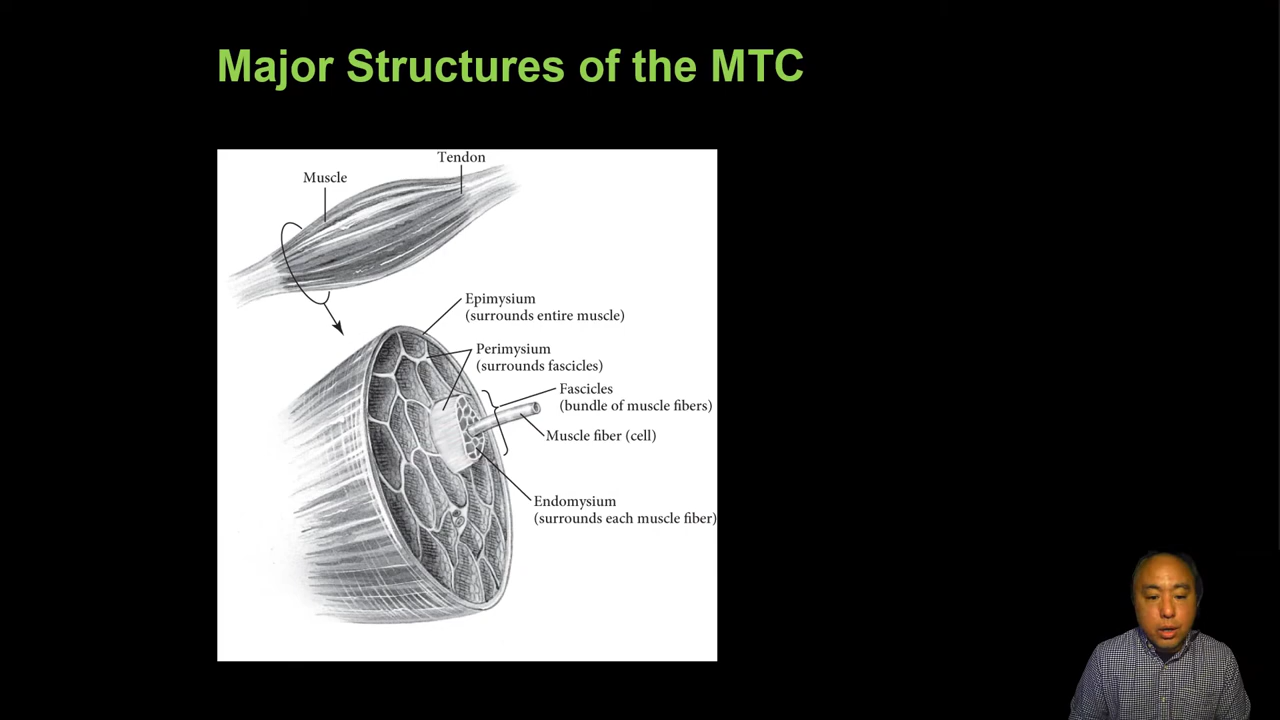 Major Structures of the MTC
Tendon
Muscle
Epimysium
(surrounds entire muscle)
Perimysium
(surrounds fascicles)
Fascicles
(bundle of muscle fibers)
Muscle fiber (cell)
Endomysium
(surrounds each muscle fiber)